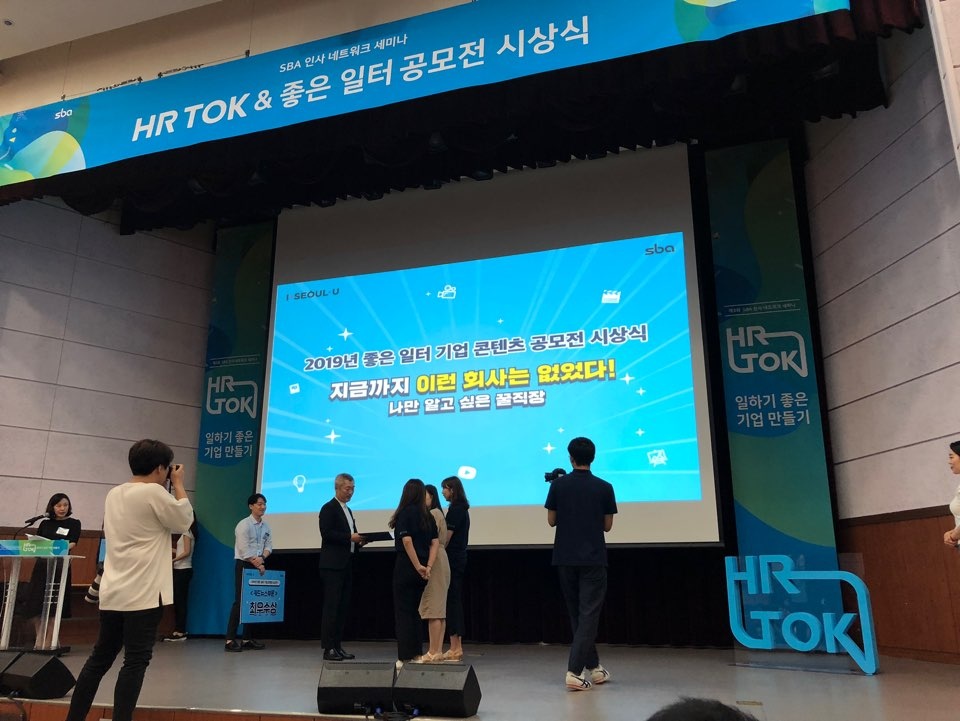 SBA 인사 네트워크 세미나
sba
HR TOK & 좋은 일터 공모전 시상식
sba
I·SEOUL·U
2019년 좋은 일터 기업 콘텐츠 공모전 시상식
지금까지 이런 회사는 없었다!
나만 알고 싶은 꿀직장
HR
TOK
일하기 좋은
기업 만들기
HR
TOK
일하기 좋은
기업 만들기
최우수상
HR
TOK